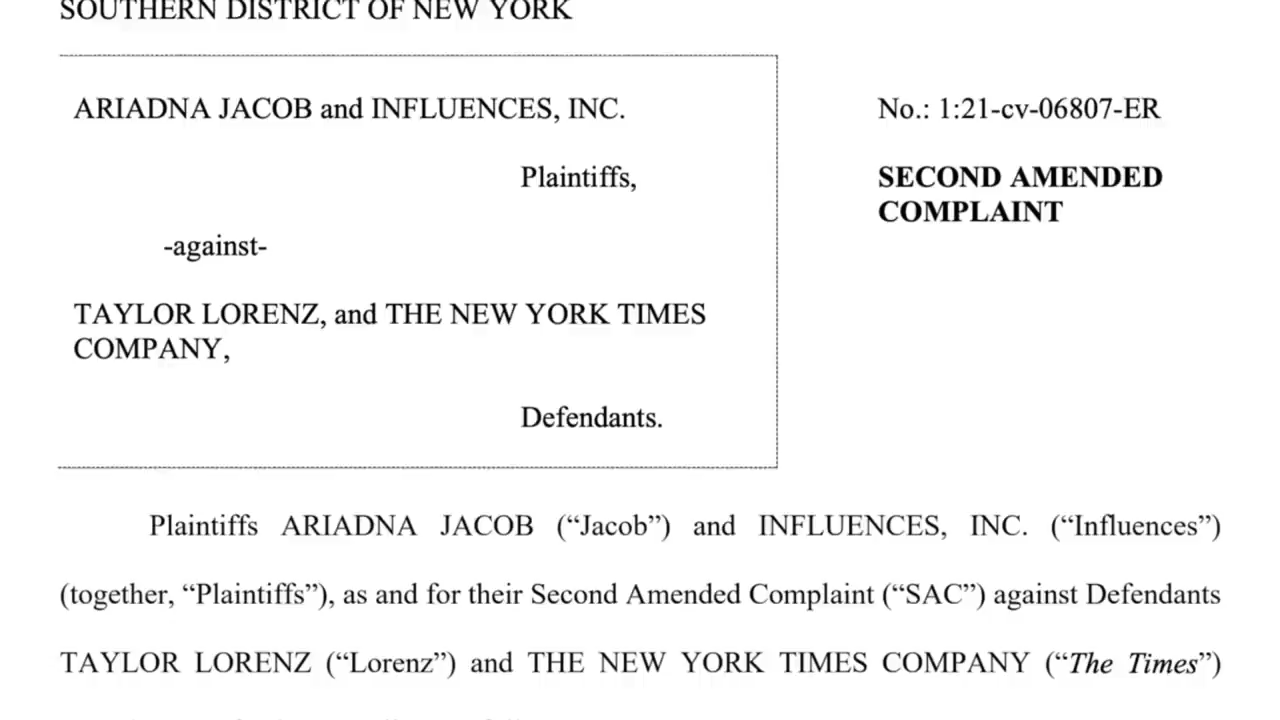 SOUTHERN DISTRICT OF NEW YORK
ARIADNA JACOB and INFLUENCES, INC.
Plaintiffs,
-against-
TAYLOR LORENZ, and THE NEW YORK TIMES
COMPANY,
Defendants.
No.: 1:21-cv-06807-ER
SECOND AMENDED
COMPLAINT
Plaintiffs ARIADNA JACOB (“Jacob”) and INFLUENCES, INC. (“Influences”)
(together, “Plaintiffs”), as and for their Second Amended Complaint (“SAC”) against Defendants
TAYLOR LORENZ (“Lorenz”) and THE NEW YORK TIMES COMPANY (“The Times”)